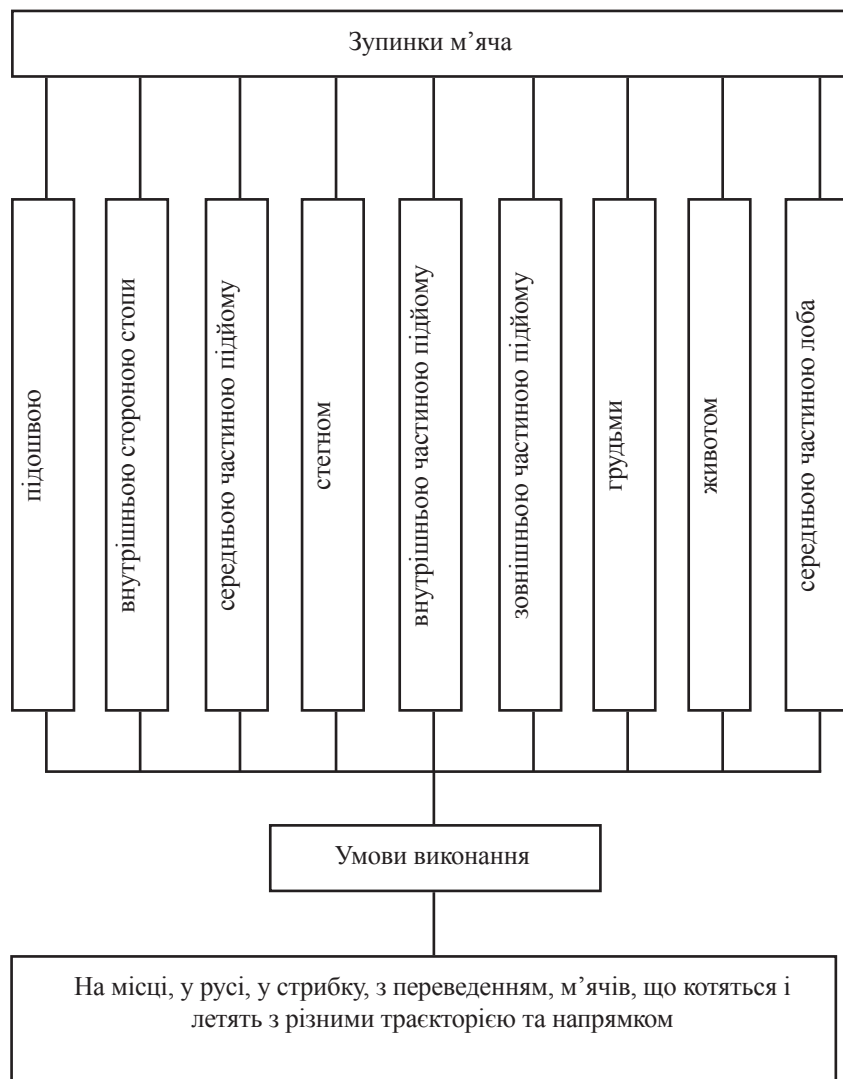 Зупинки м’яча
підошвою
внутрішньою стороною стопи
середньою частиною підйому
стегном
внутрішньою частиною підйому
зовнішньою частиною підйому
грудьми
животом
середньою частиною лоба
Умови виконання
На місці, у русі, у стрибку, з переведенням, м’ячів, що котяться і
летять з різними траєкторією та напрямком